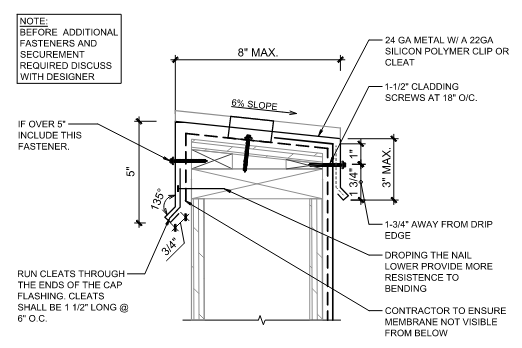 NOTE:
BEFORE ADDITIONAL
FASTENERS AND
SECUREMENT
REQUIRED DISCUSS
WITH DESIGNER
8" MAX.
24 GA METAL W/ A 22GA
SILICON POLYMER CLIP OR
CLEAT
1-1/2" CLADDING
SCREWS AT 18" O/C.
6% SLOPE
IF OVER 5"
INCLUDE THIS
FASTENER.
5"
1"
1 3/4"
3" MAX.
135°
3/4"
1-3/4" AWAY FROM DRIP
EDGE
DROPING THE NAIL
LOWER PROVIDE MORE
RESISTENCE TO
BENDING
RUN CLEATS THROUGH
THE ENDS OF THE CAP
FLASHING. CLEATS
SHALL BE 1 1/2" LONG @
6" O.C.
CONTRACTOR TO ENSURE
MEMBRANE NOT VISIBLE
FROM BELOW